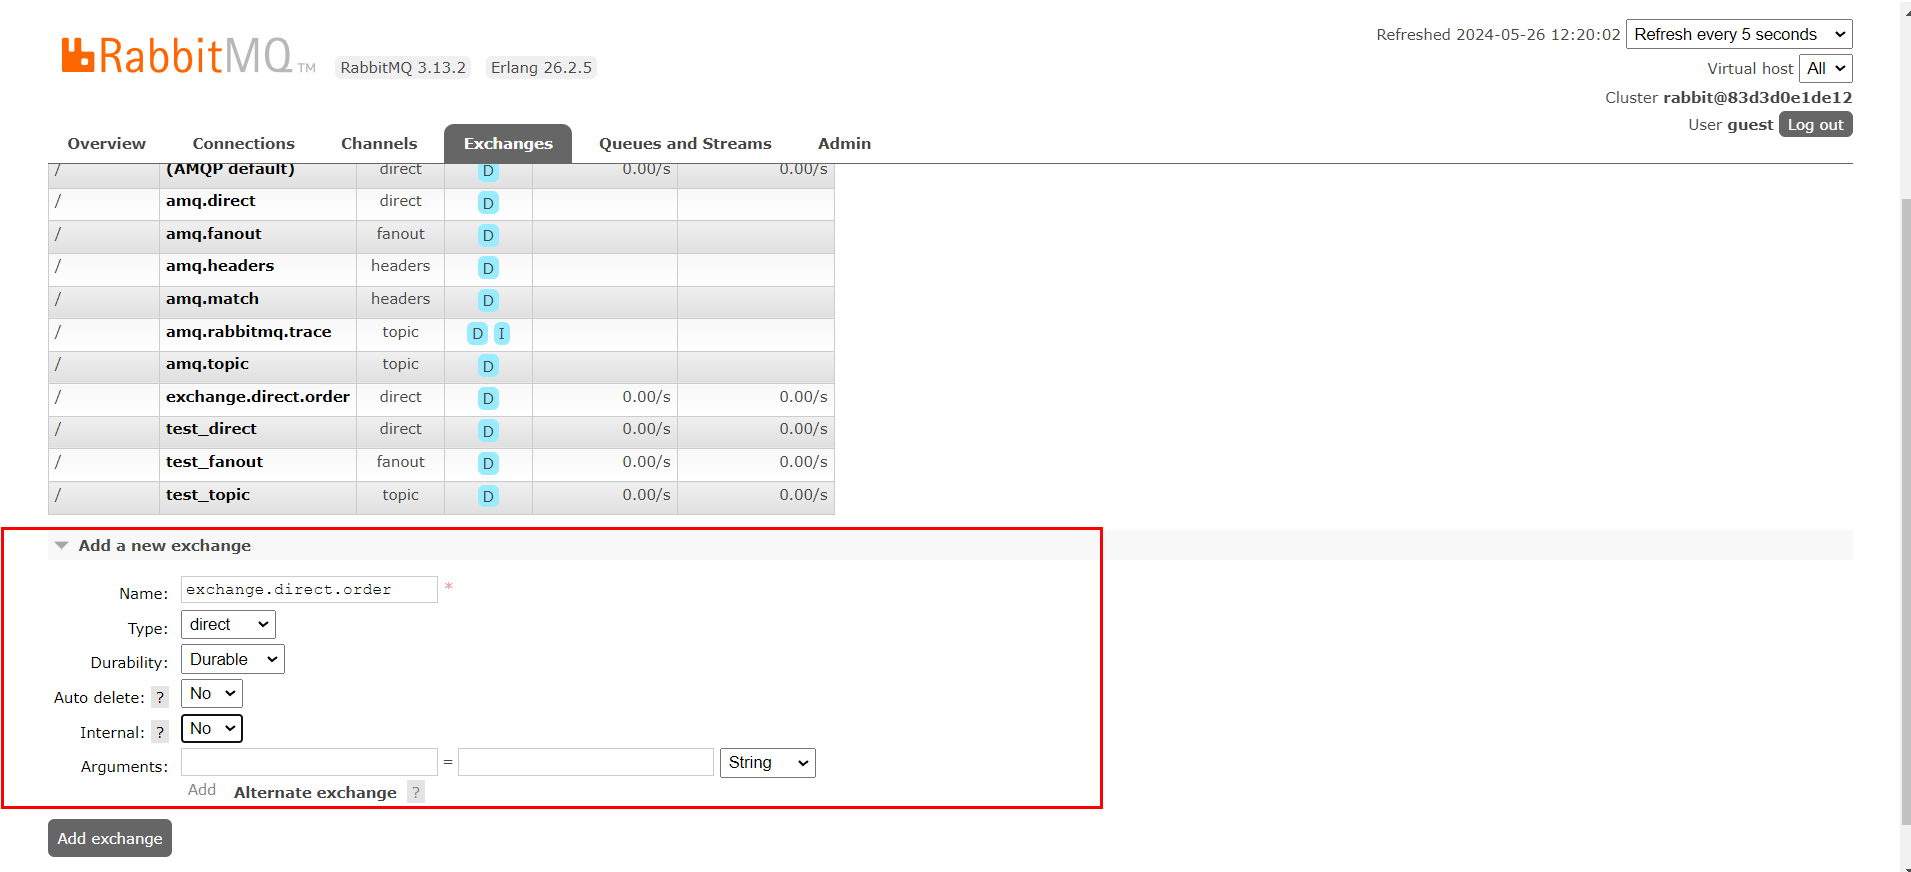 Refreshed 2024-05-26 12:20:02 Refresh every 5 seconds
RabbitMQ TM RabbitMQ 3.13.2 Erlang 26.2.5
Virtual host All
Cluster rabbit@83d3d0e1de12
User guest Log out
Overview Connections Channels Exchanges Queues and Streams Admin
/ (AMQP default) direct D 0.00/s 0.00/s
/ amq.direct direct D
/ amq.fanout fanout D
/ amq.headers headers D
/ amq.match headers D
/ amq.rabbitmq.trace topic D I
/ amq.topic topic D
/ exchange.direct.order direct D 0.00/s 0.00/s
/ test_direct direct D 0.00/s 0.00/s
/ test_fanout fanout D 0.00/s 0.00/s
/ test_topic topic D 0.00/s 0.00/s
Add a new exchange
Name: exchange.direct.order *
Type: direct
Durability: Durable
Auto delete: ? No
Internal: ? No
Arguments: = String
Add Alternate exchange ?
Add exchange